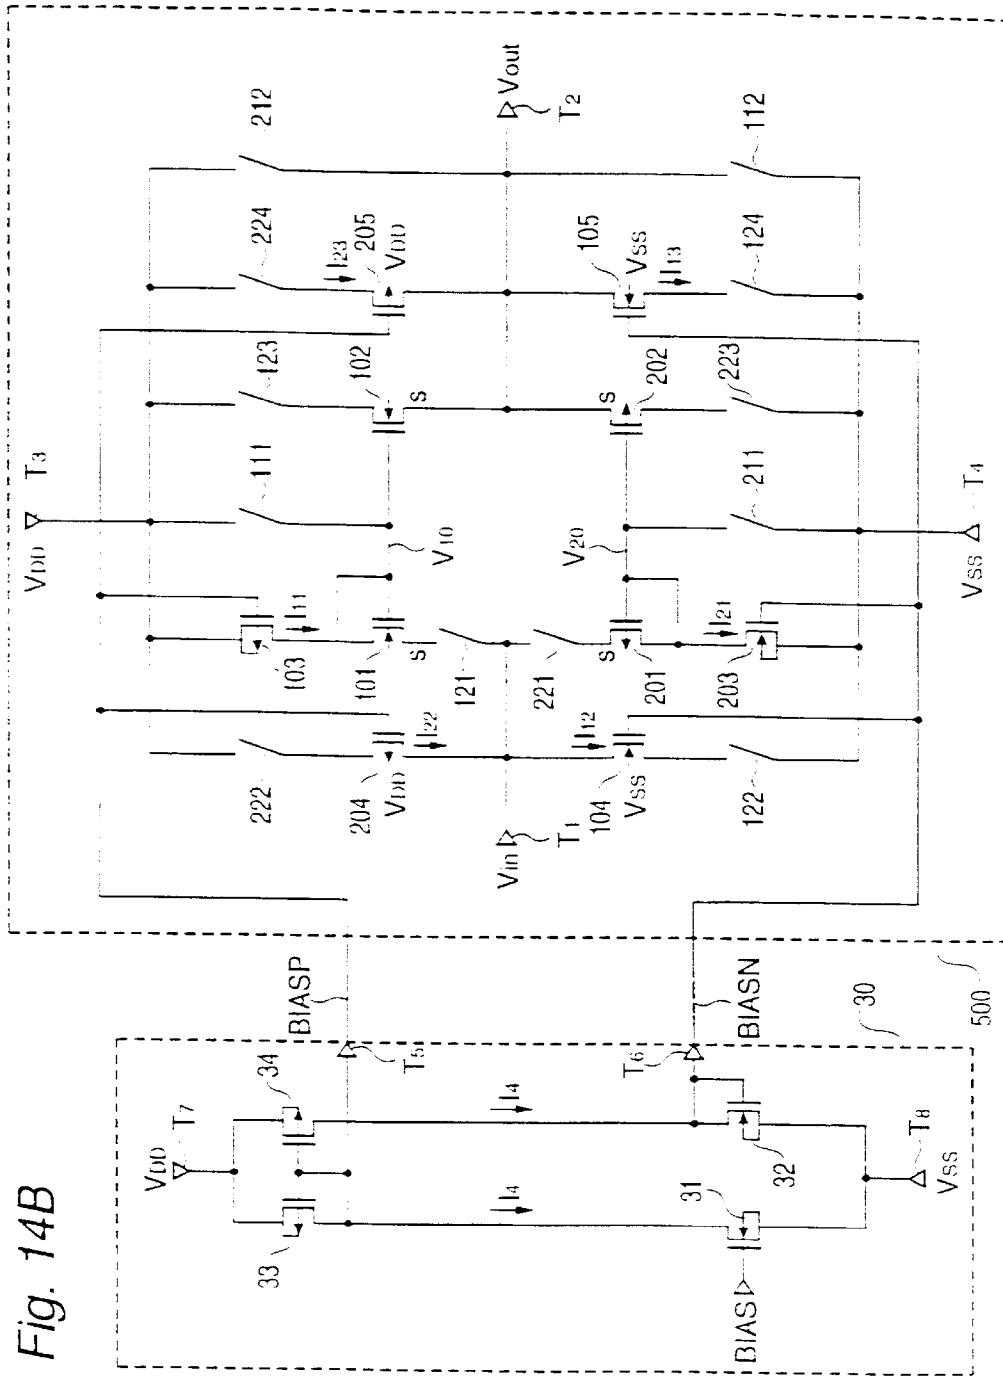 Fig. 14B
VDD
T7
33
34
I4
I4
BIASP
T5
BIAS
31
32
T6
BIASN
T8
VSS
30
500
VDD
T3
222
103
I11
111
123
224
212
I23
204
VDD
I22
101
S
V10
102
S
205
VDD
Vin
T1
121
221
Vout
T2
104
VSS
I12
S
201
V20
202
105
VSS
I13
122
203
I21
211
223
124
112
VSS
T4